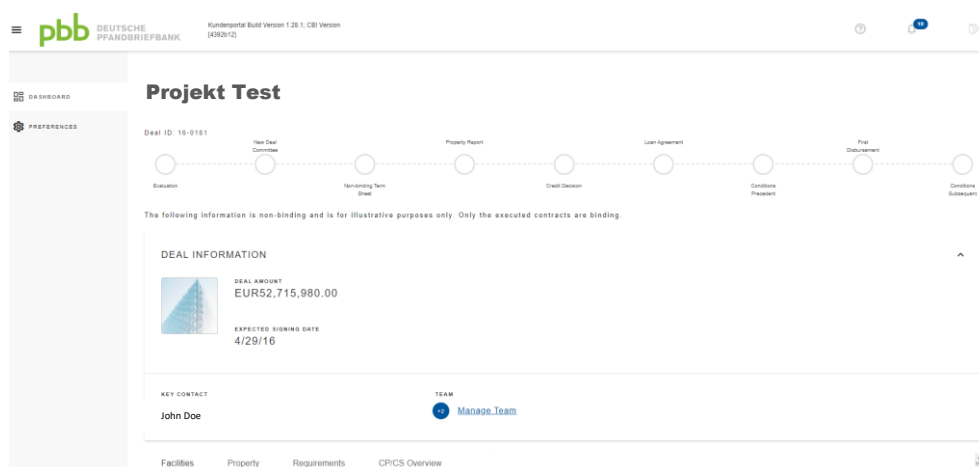 pbb DEUTSCHE
PFANDBRIEFBANK
Kundenportal Build Version 1.28.1; CBI Version
[4392b12]
19
DASHBOARD
PREFERENCES
Projekt Test
Deal ID: 16-0181
New Deal
Committee
Property Report
Loan Agreement
First
Disbursement
Evaluation
Non-binding Term
Sheet
Credit Decision
Conditions
Precedent
Conditions
Subsequent
The following information is non-binding and is for illustrative purposes only. Only the executed contracts are binding.
DEAL INFORMATION
DEAL AMOUNT
EUR52,715,980.00
EXPECTED SIGNING DATE
4/29/16
KEY CONTACT
TEAM
John Doe
+2 Manage Team
Facilities Property Requirements CP/CS Overview